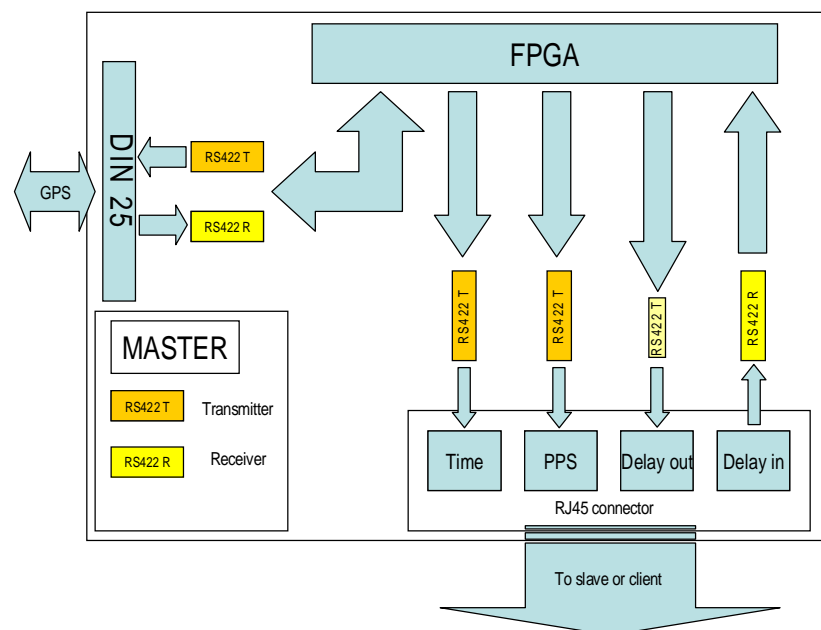 FPGA
DIN 25
RS422 T
GPS
RS422 R
RS422 T
RS422 T
RS422 T
RS422 R
MASTER
RS422 T
Transmitter
RS422 R
Receiver
Time
PPS
Delay out
Delay in
RJ45 connector
To slave or client